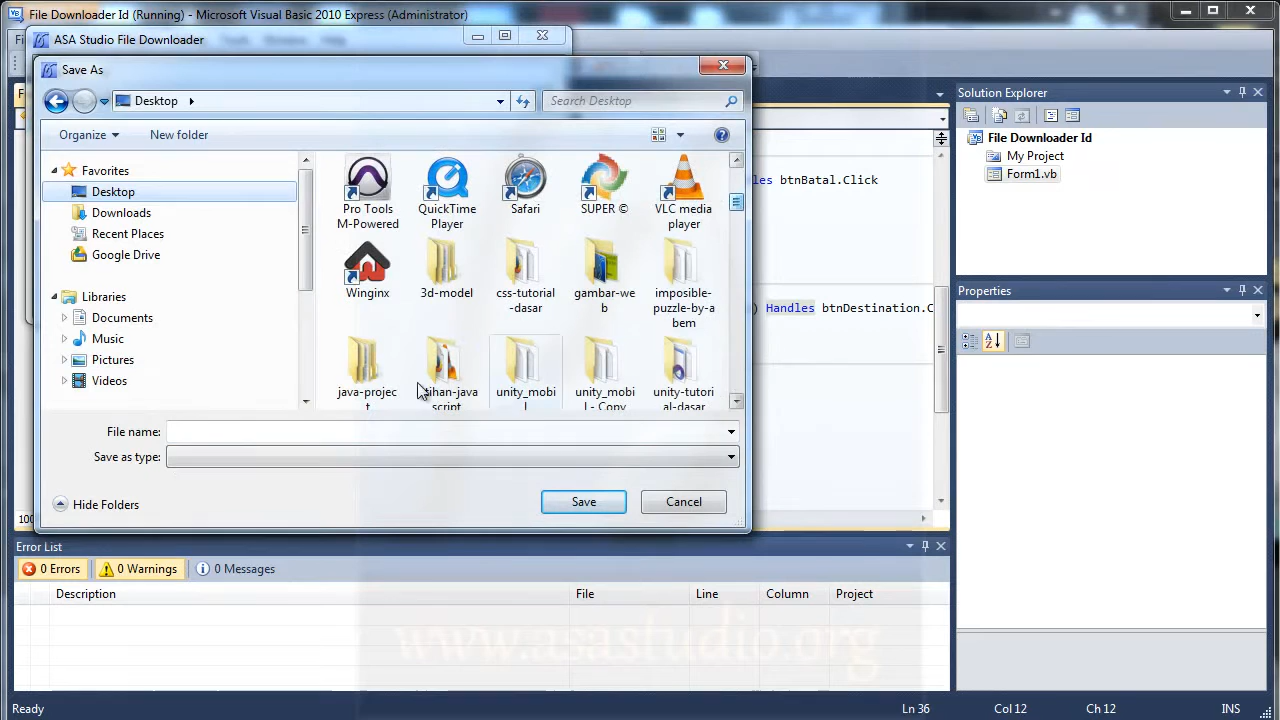 File Downloader Id (Running) - Microsoft Visual Basic 2010 Express (Administrator)
ASA Studio File Downloader
Save As
Desktop
Search Desktop
Organize
New folder
Favorites
Desktop
Downloads
Recent Places
Google Drive
Libraries
Documents
Music
Pictures
Videos
Pro Tools
M-Powered
QuickTime
Player
Safari
SUPER ©
VLC media
player
Winginx
3d-model
css-tutorial
-dasar
gambar-we
b
imposible-
puzzle-by-a
bem
java-projec
t
tihan-java
script
unity_mobi
l
unity_mobi
l - Copy
unity-tutori
al-dasar
File name:
Save as type:
Hide Folders
Save
Cancel
les btnBatal.Click
) Handles btnDestination.C
Solution Explorer
File Downloader Id
My Project
Form1.vb
Properties
100
Error List
0 Errors
0 Warnings
0 Messages
Description
File
Line
Column
Project
www.asastudio.org
Ready
Ln 36
Col 12
Ch 12
INS